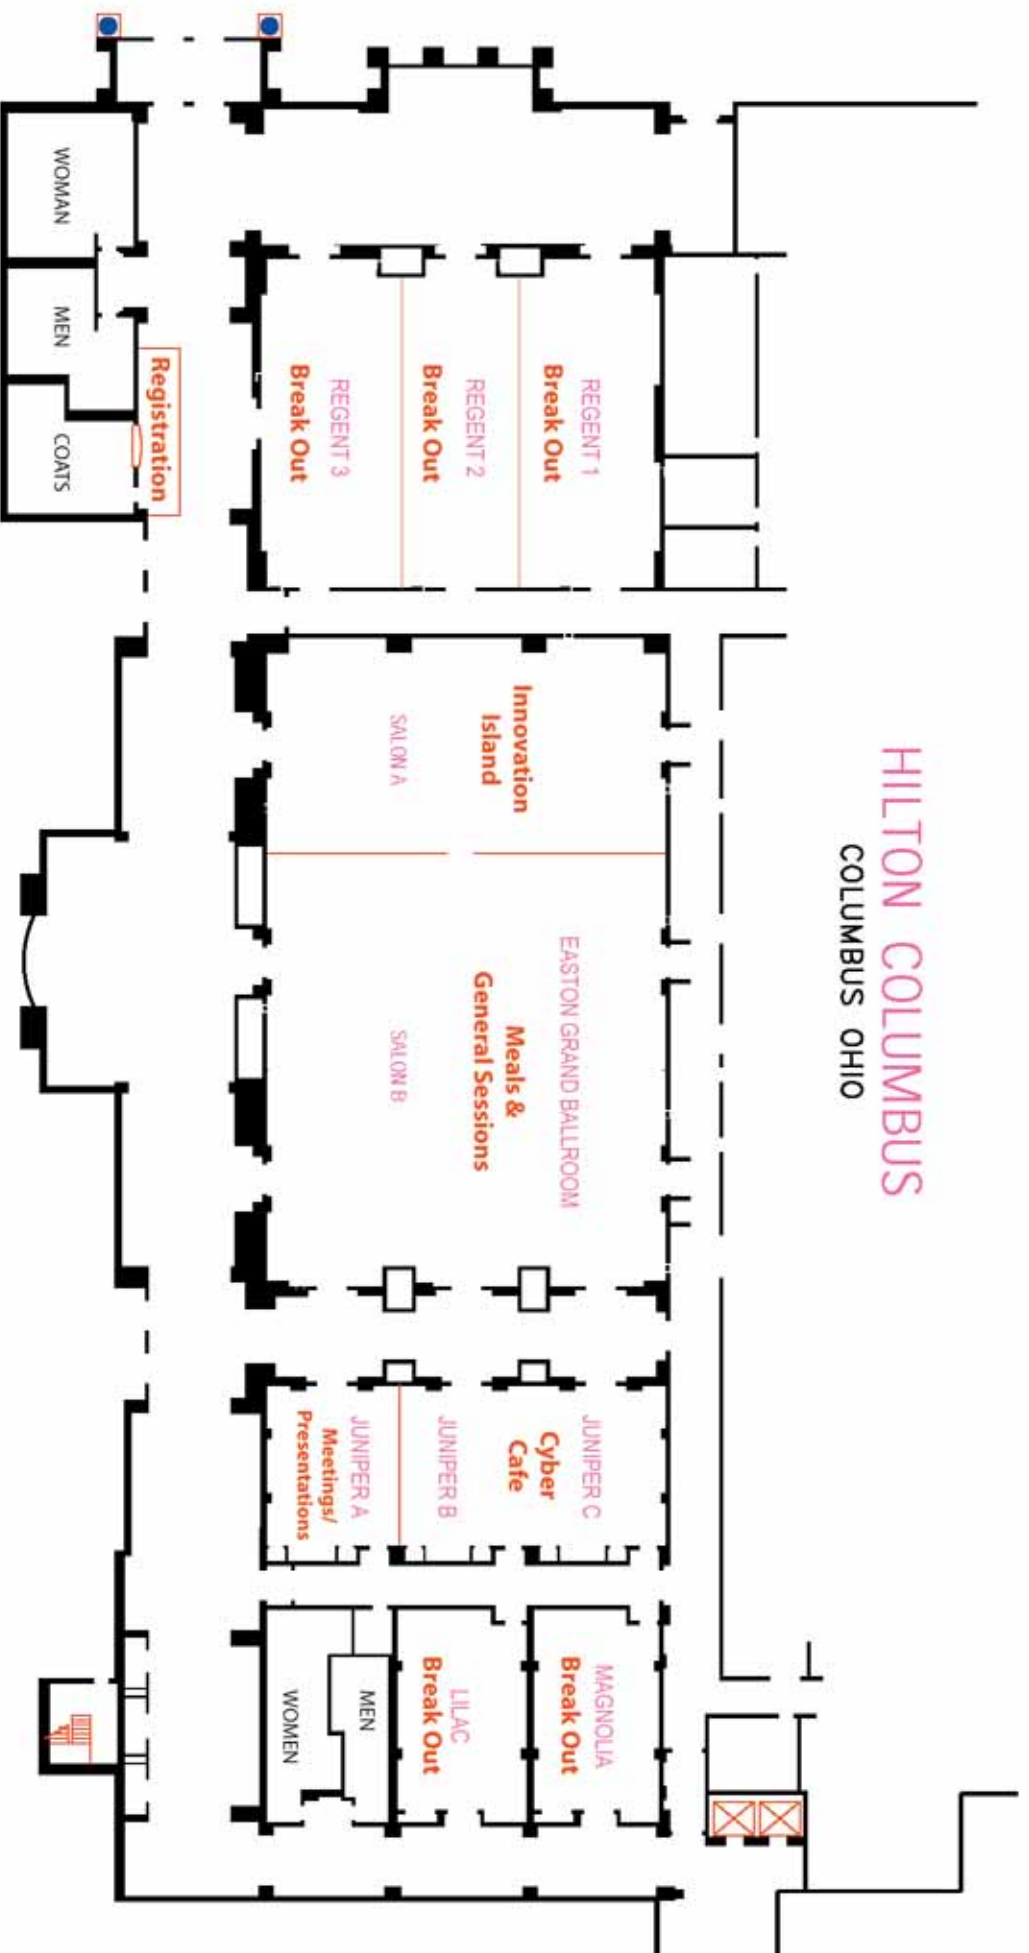 HILTON COLUMBUS
COLUMBUS OHIO
WOMAN
MEN
COATS
Registration
REGENT 1
Break Out
REGENT 2
Break Out
REGENT 3
Break Out
Innovation
Island
SALON A
EASTON GRAND BALLROOM
Meals &
General Sessions
SALON B
JUNIPER C
Cyber
Cafe
JUNIPER B
JUNIPER A
Meetings/
Presentations
MAGNOLIA
Break Out
LILAC
Break Out
MEN
WOMEN